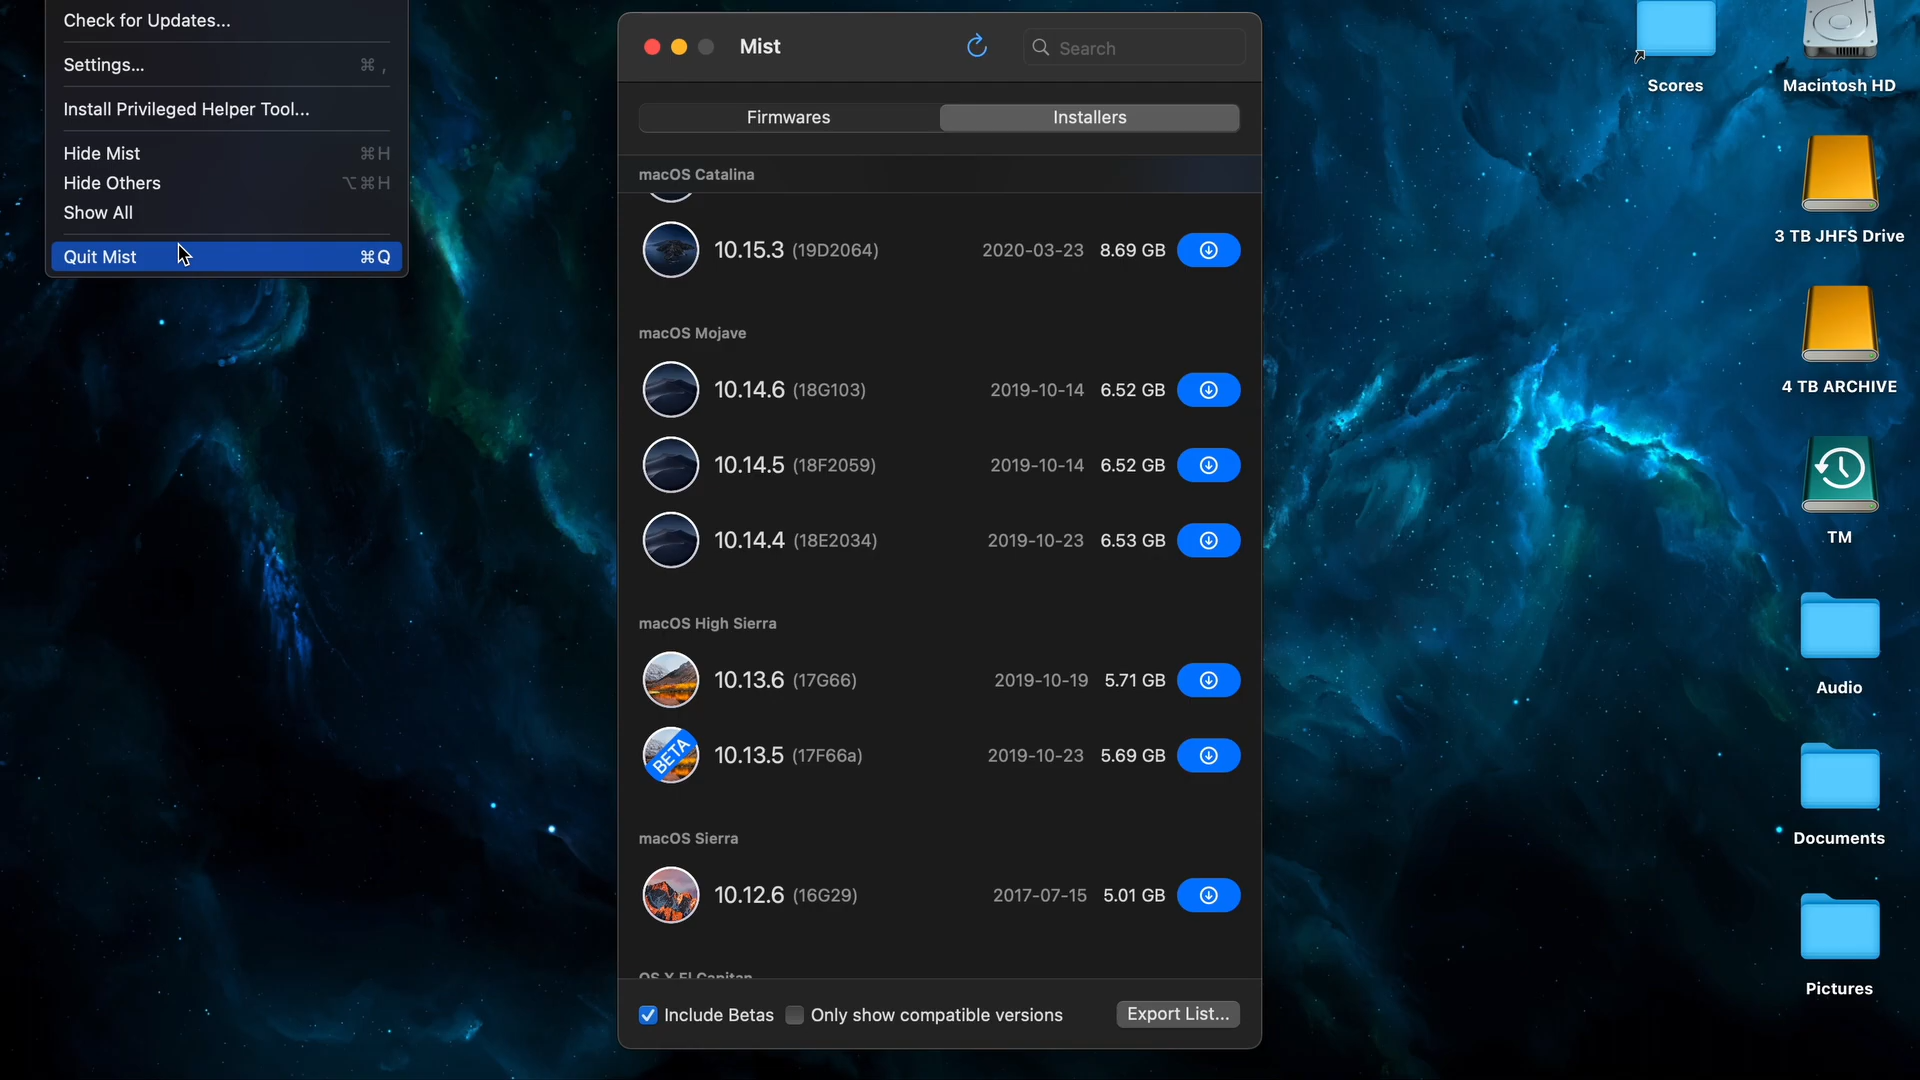 Check for Updates...
Settings... ⌘ ,
Install Privileged Helper Tool...
Hide Mist ⌘H
Hide Others ⌥⌘H
Show All
Quit Mist ⌘Q
Mist
Search
Firmwares
Installers
macOS Catalina
10.15.3 (19D2064) 2020-03-23 8.69 GB
macOS Mojave
10.14.6 (18G103) 2019-10-14 6.52 GB
10.14.5 (18F2059) 2019-10-14 6.52 GB
10.14.4 (18E2034) 2019-10-23 6.53 GB
macOS High Sierra
10.13.6 (17G66) 2019-10-19 5.71 GB
BETA 10.13.5 (17F66a) 2019-10-23 5.69 GB
macOS Sierra
10.12.6 (16G29) 2017-07-15 5.01 GB
OS X El Capitan
Include Betas
Only show compatible versions
Export List...
Scores
Macintosh HD
3 TB JHFS Drive
4 TB ARCHIVE
TM
Audio
Documents
Pictures